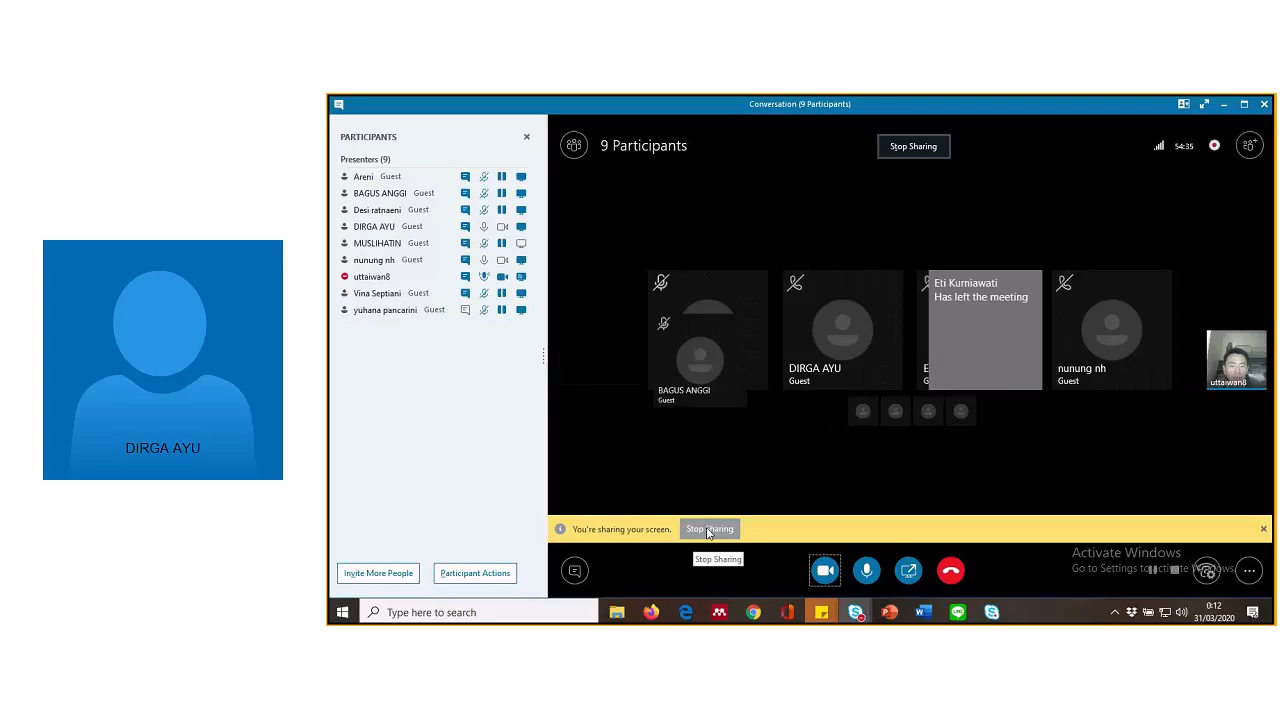 DIRGA AYU
Conversation (9 Participants)
PARTICIPANTS
Presenters (9)
Areni Guest
BAGUS ANGGI Guest
Desi ratnaeni Guest
DIRGA AYU Guest
MUSLIHATIN Guest
nunung nh Guest
uttaiwan8
Vina Septiani Guest
yuhana pancarini Guest
Invite More People
Participant Actions
9 Participants
Stop Sharing
54:35
BAGUS ANGGI
Guest
DIRGA AYU
Guest
E
G
Eti Kurniawati
Has left the meeting
nunung nh
Guest
uttaiwan8
You're sharing your screen.
Stop Sharing
Stop Sharing
Activate Windows
Go to Settings to activate Windows.
Type here to search
0:12
31/03/2020